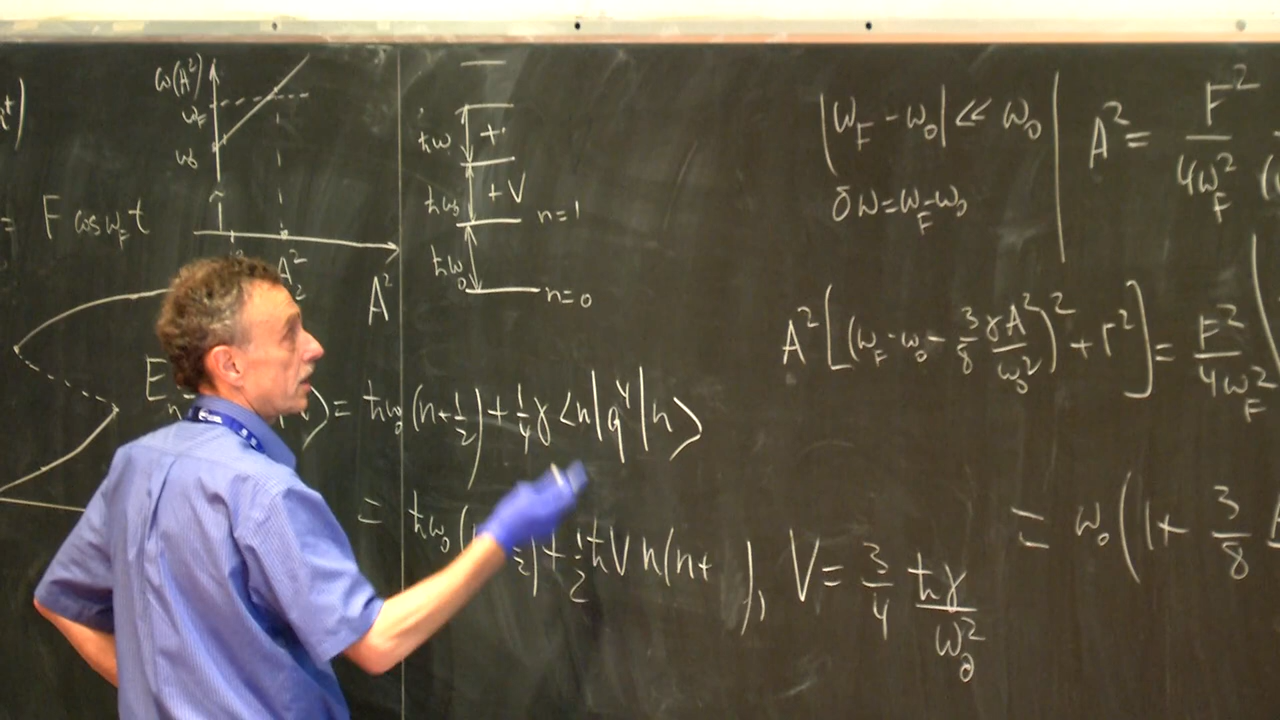 ω(A²)
ω_F
ω₀
A₂²
A²
= F cos ω_F t
ħω
+
ħω₀ + V
n=1
ħω₀
n=0
|ω_F - ω₀| ≪ ω₀
δω = ω_F - ω₀
A² = F² / 4ω_F² (
A² [(ω_F - ω₀ - 3/8 γA²/ω₀²)² + Γ²] = F² / 4ω_F²
E_n ) = ħω₀ (n + 1/2) + 1/4 γ <n|q⁴|n>
= ħω₀ ( 2) + 1/2 ħV n(n+ ), V = 3/4 ħγ/ω₀²
= ω₀ (1 + 3/8